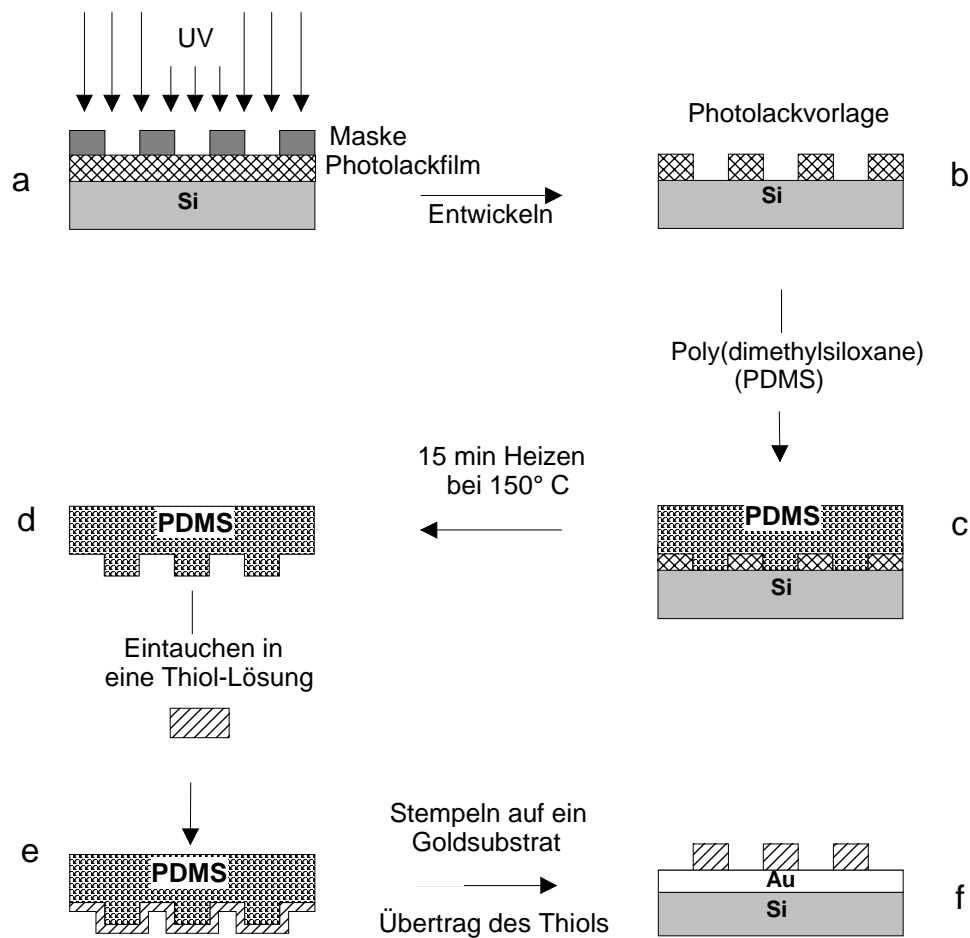 UV
Maske
Photolackfilm
a
Si
Entwickeln
Photolackvorlage
b
Si
Poly(dimethylsiloxane)
(PDMS)
15 min Heizen
bei 150° C
d
PDMS
PDMS
c
Si
Eintauchen in
eine Thiol-Lösung
e
PDMS
Stempeln auf ein
Goldsubstrat
Übertrag des Thiols
Au
Si
f